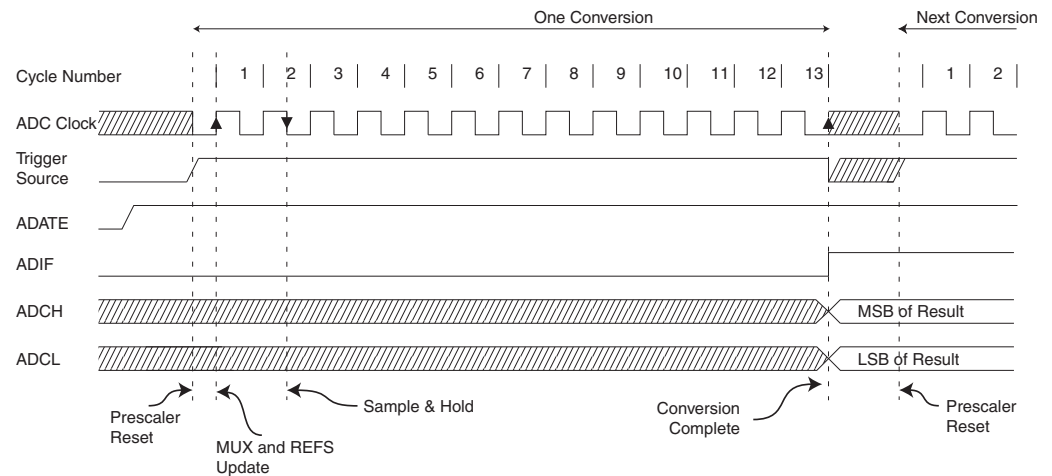 One Conversion
Next Conversion
Cycle Number 1 2 3 4 5 6 7 8 9 10 11 12 13 1 2
ADC Clock
Trigger
Source
ADATE
ADIF
ADCH
MSB of Result
ADCL
LSB of Result
Prescaler
Reset
MUX and REFS
Update
Sample & Hold
Conversion
Complete
Prescaler
Reset